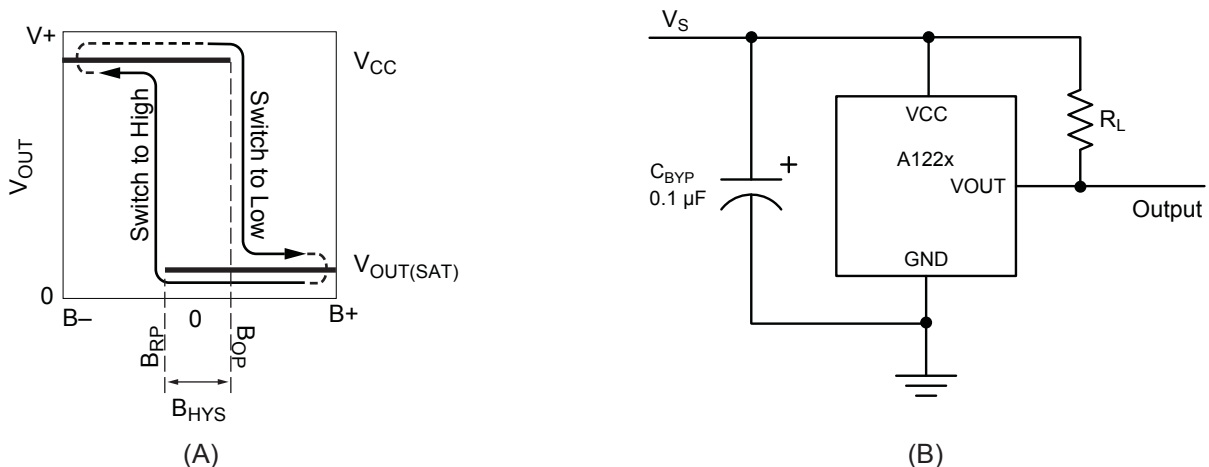 V+
VCC
Switch to High
Switch to Low
VOUT
VOUT(SAT)
0
B–
0
B+
BRP
BOP
BHYS
(A)
VS
VCC
RL
A122x
CBYP
0.1 µF
+
VOUT
Output
GND
(B)